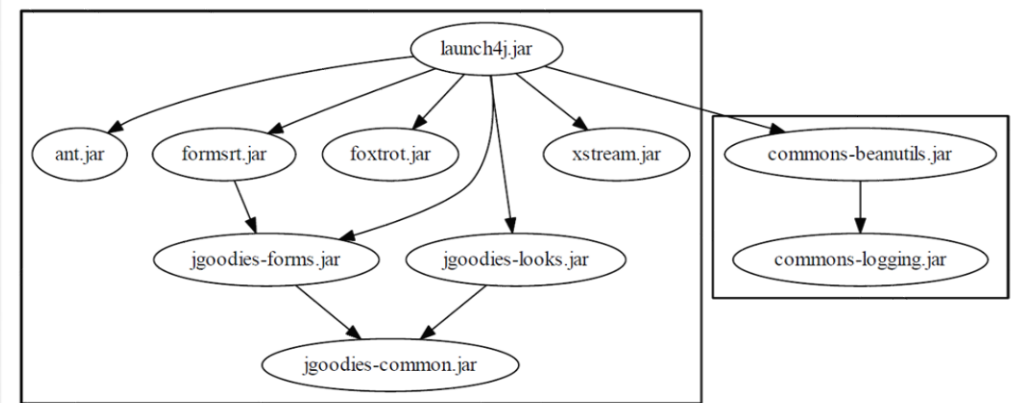 launch4j.jar
ant.jar
formsrt.jar
foxtrot.jar
xstream.jar
commons-beanutils.jar
jgoodies-forms.jar
jgoodies-looks.jar
commons-logging.jar
jgoodies-common.jar